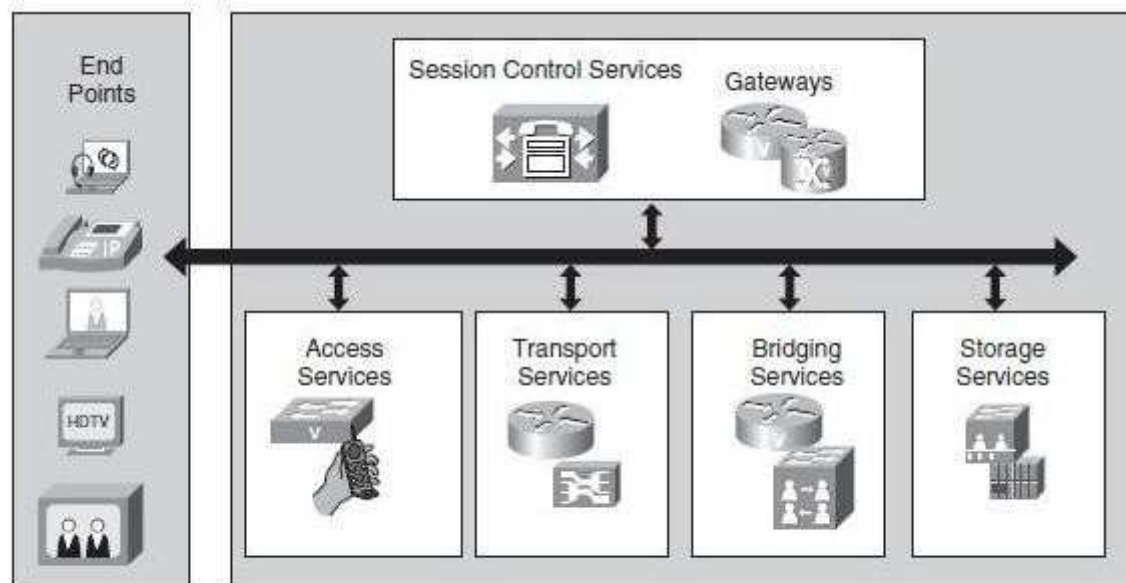 End
Points
IP
HDTV
Session Control Services
Gateways
V
Access
Services
V
Transport
Services
Bridging
Services
V
Storage
Services